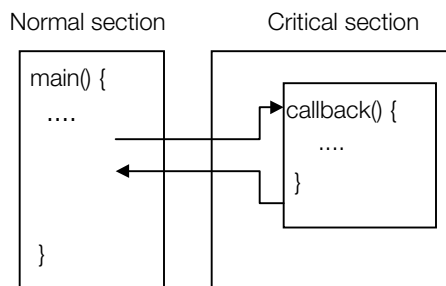 Normal section
Critical section
main() {
....
}
callback() {
....
}